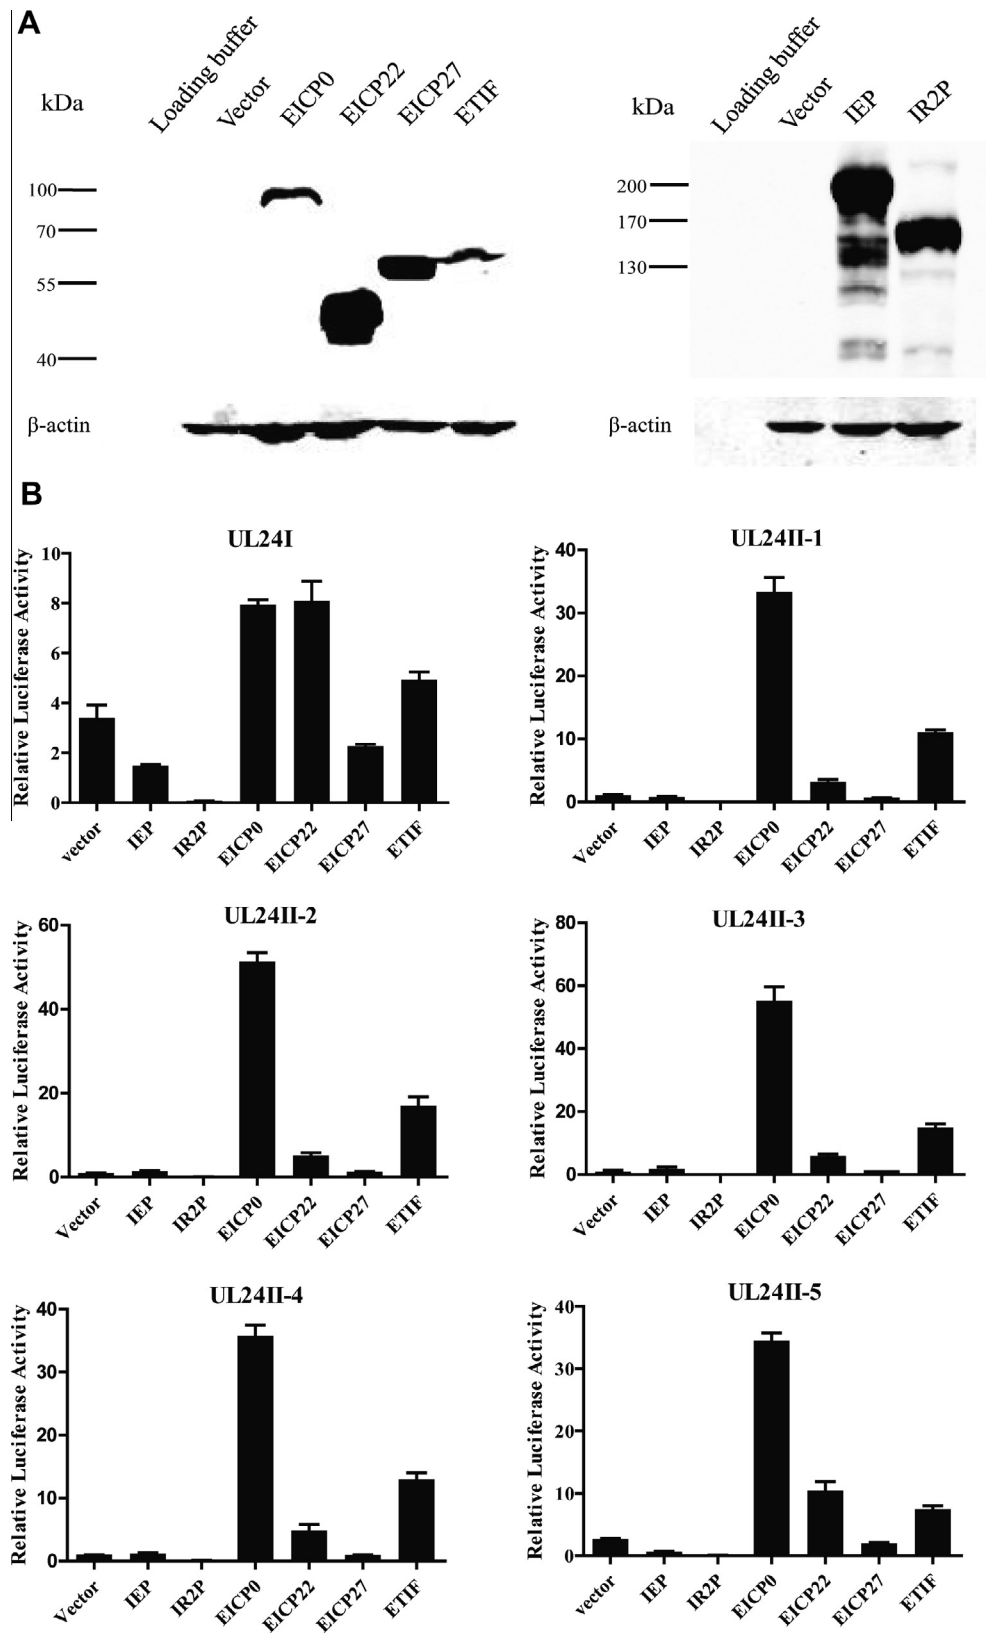 A
kDa
Loading buffer
Vector
EICP0
EICP22
EICP27
ETIF
100
70
55
40
β-actin
kDa
Loading buffer
Vector
IEP
IR2P
200
170
130
β-actin
B
UL24I
Relative Luciferase Activity
10
8
6
4
2
0
vector
IEP
IR2P
EICP0
EICP22
EICP27
ETIF
UL24II-1
Relative Luciferase Activity
40
30
20
10
0
Vector
IEP
IR2P
EICP0
EICP22
EICP27
ETIF
UL24II-2
Relative Luciferase Activity
60
40
20
0
Vector
IEP
IR2P
EICP0
EICP22
EICP27
ETIF
UL24II-3
Relative Luciferase Activity
80
60
40
20
0
Vector
IEP
IR2P
EICP0
EICP22
EICP27
ETIF
UL24II-4
Relative Luciferase Activity
40
30
20
10
0
Vector
IEP
IR2P
EICP0
EICP22
EICP27
ETIF
UL24II-5
Relative Luciferase Activity
40
30
20
10
0
vector
IEP
IR2P
EICP0
EICP22
EICP27
ETIF